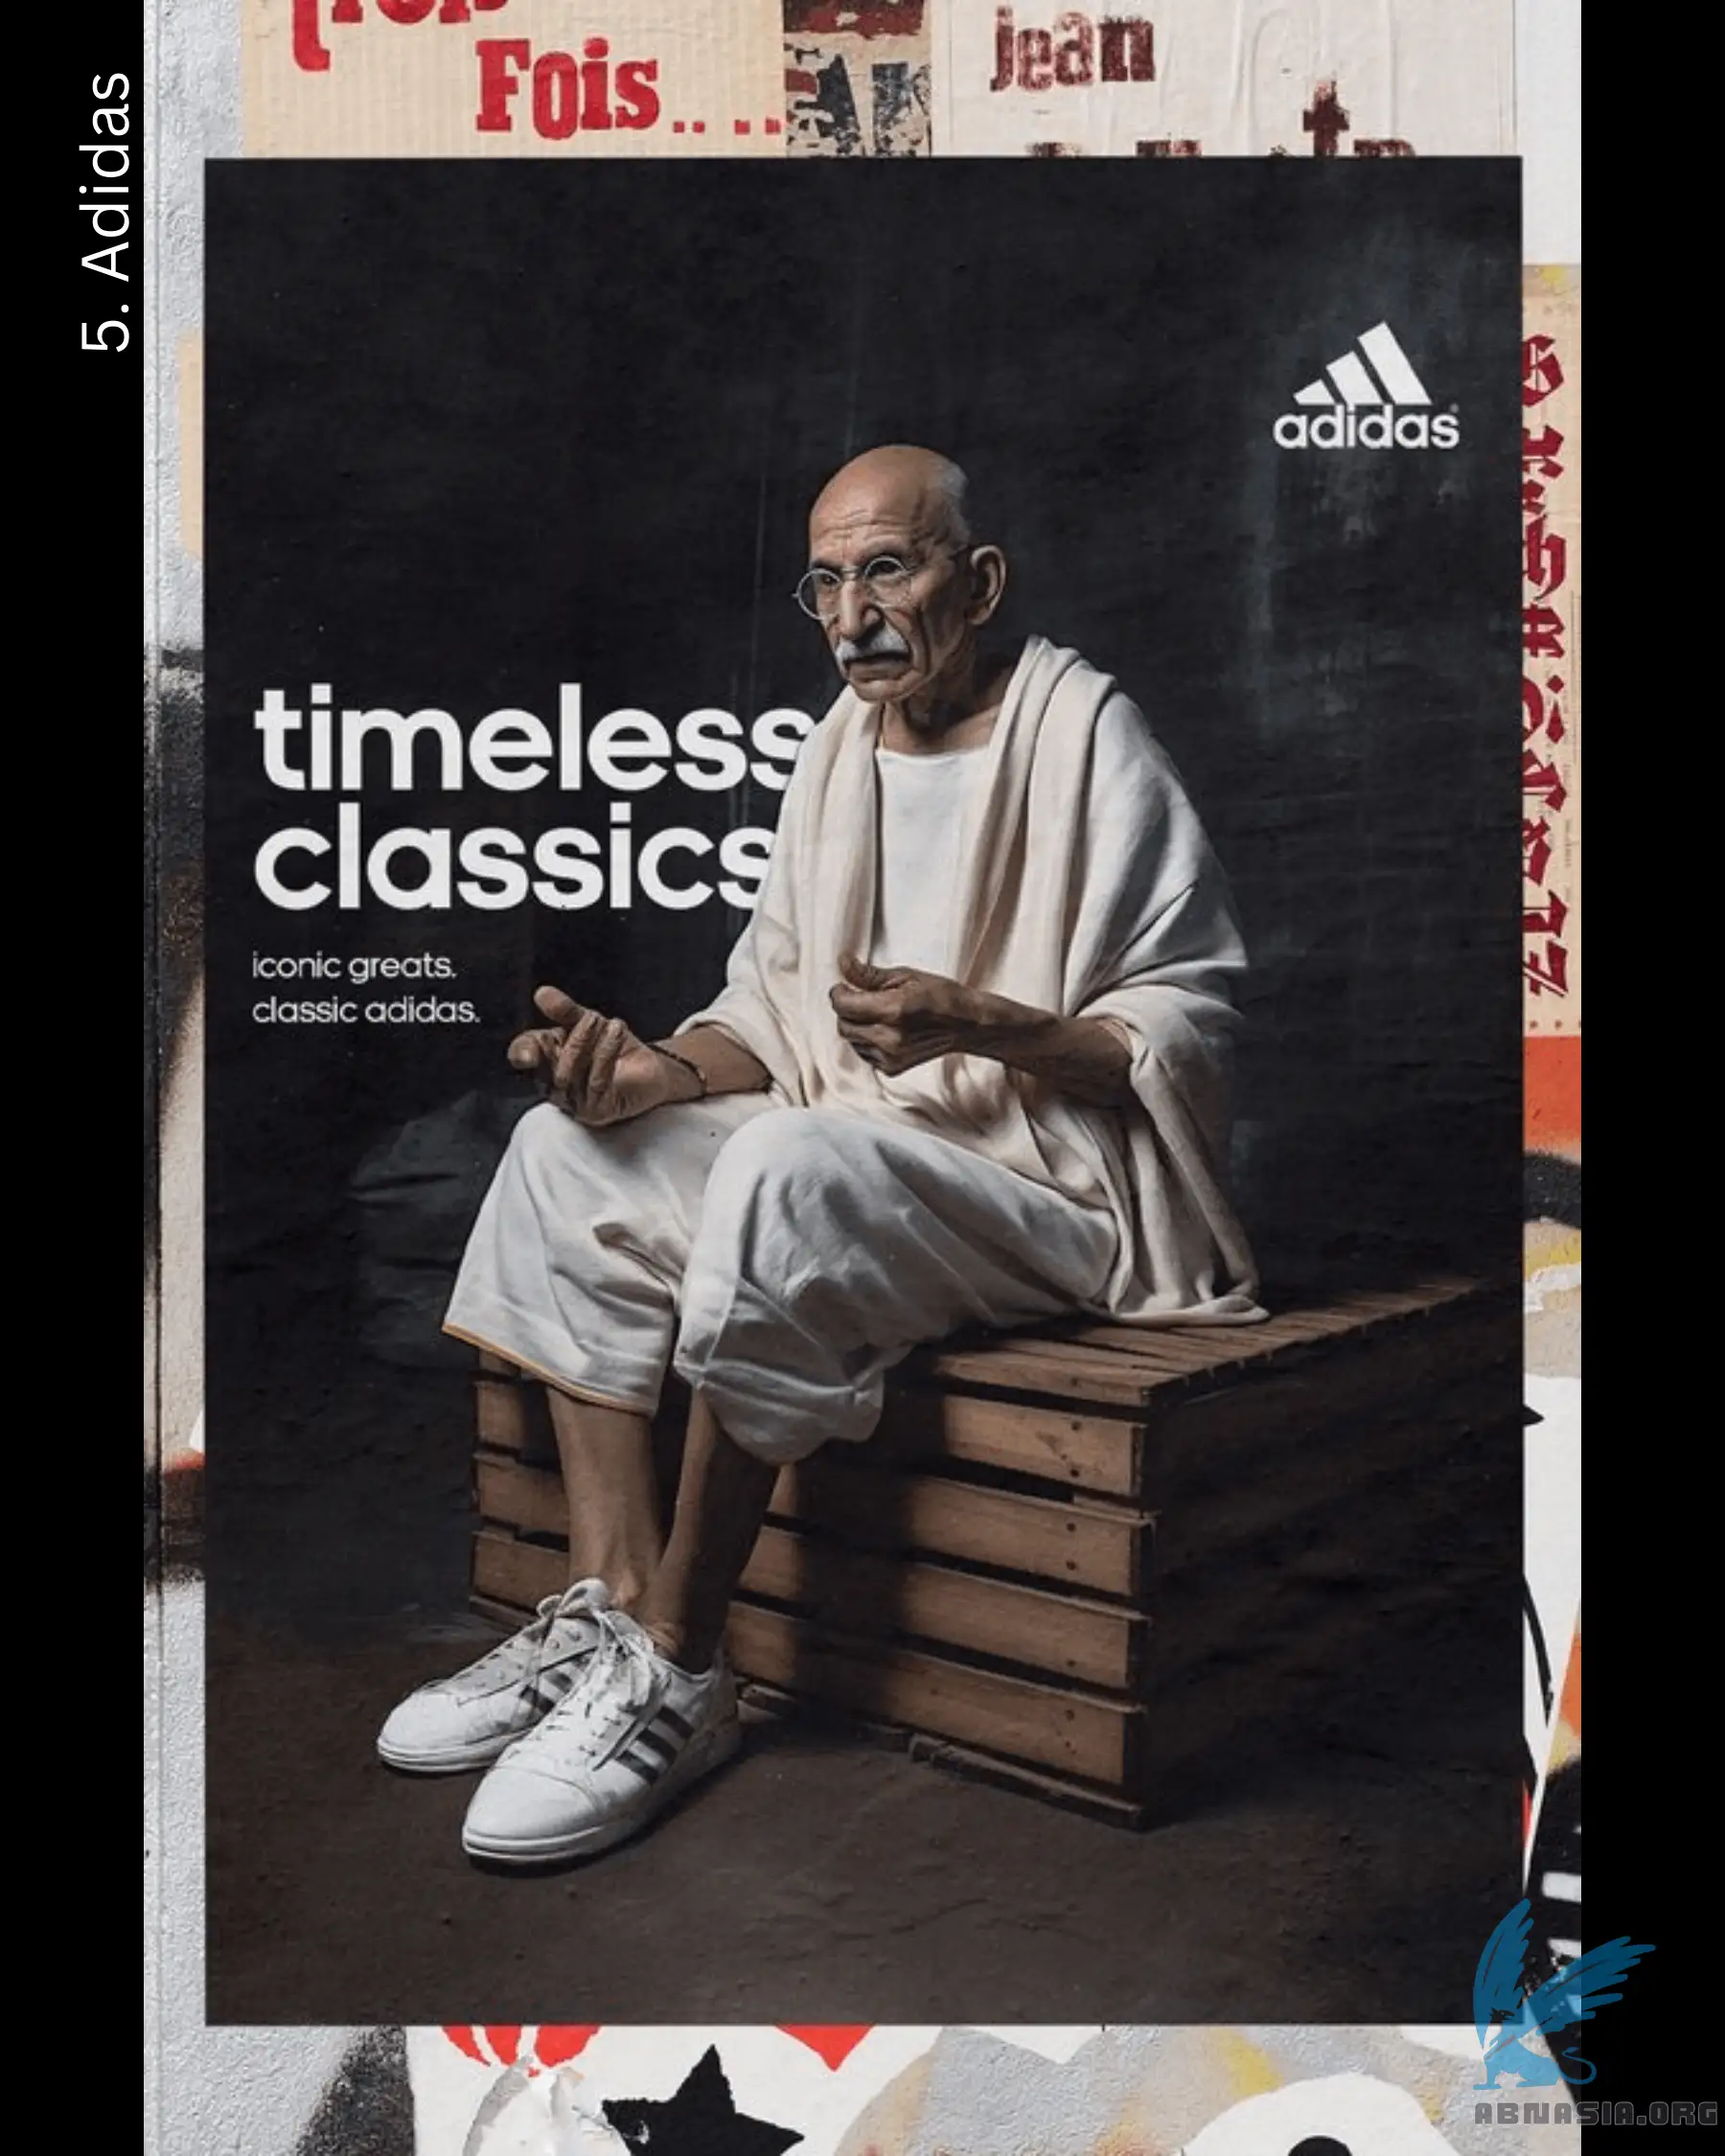 5. Adidas
Fois....
jean
adidas
timeless
classics
iconic greats.
classic adidas.
ABNASIA.ORG